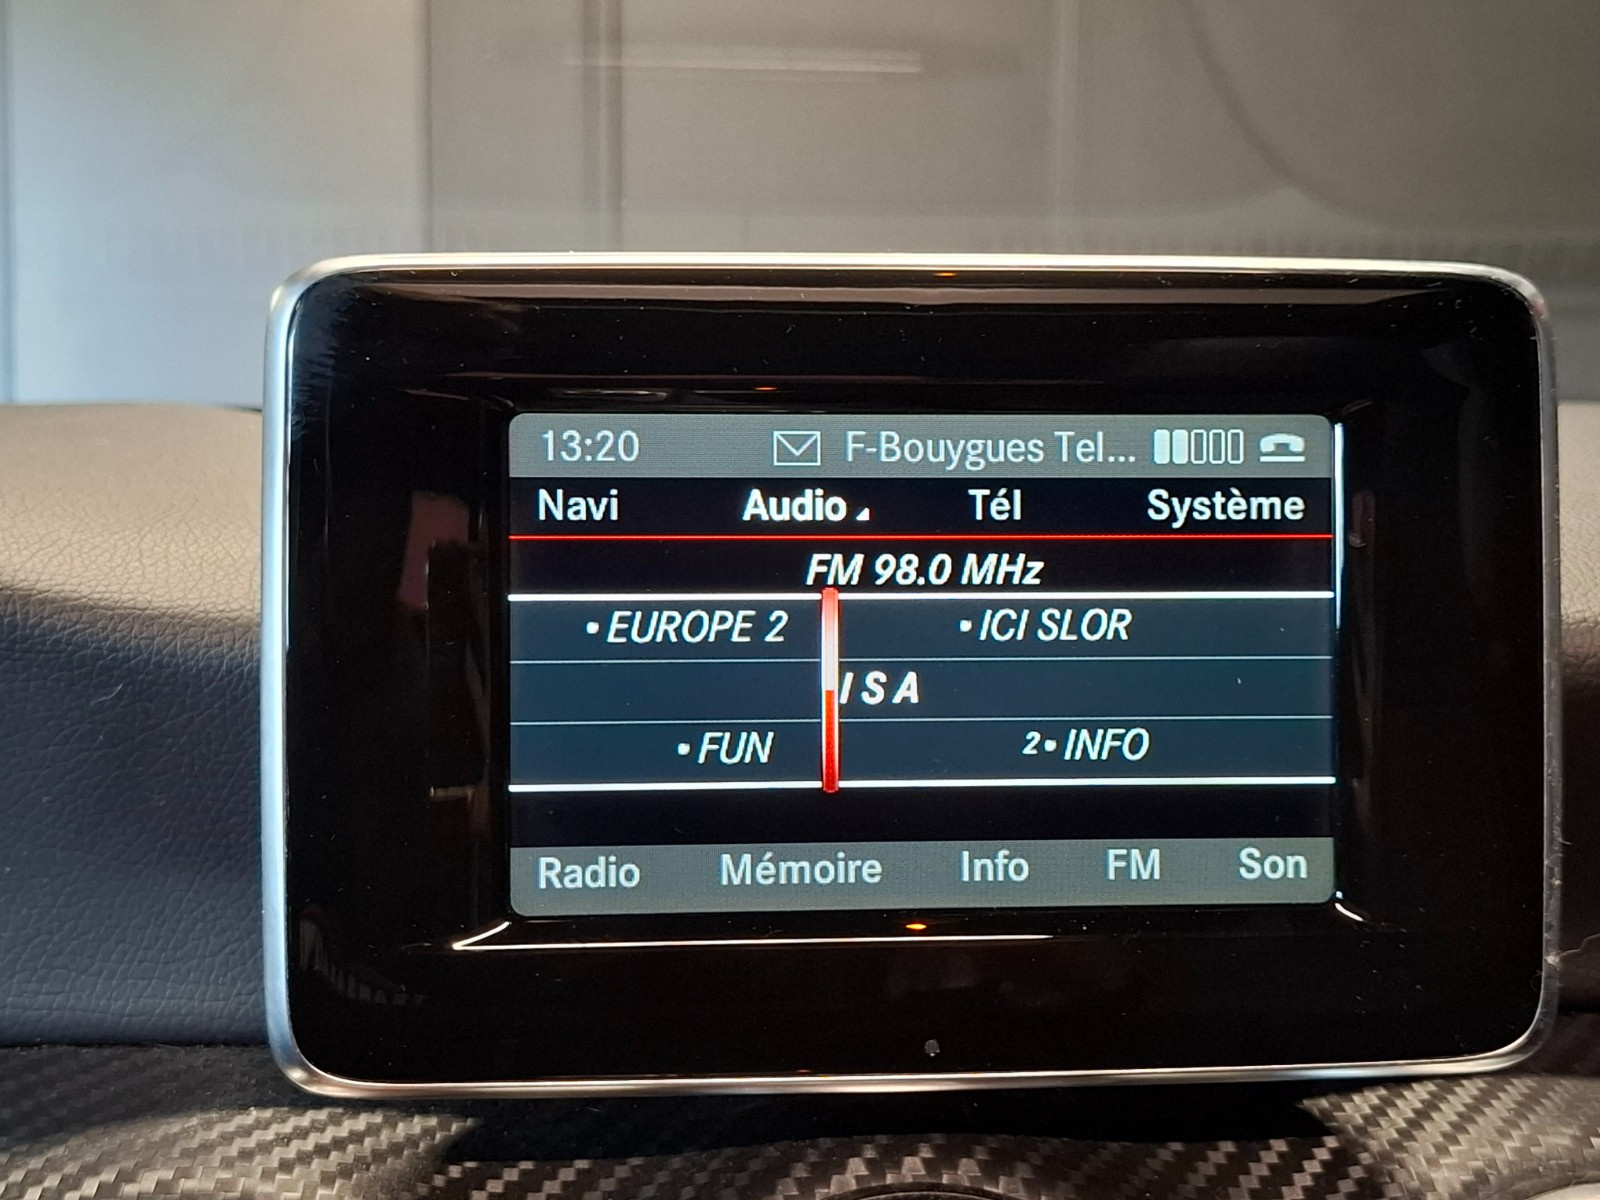 13:20 F-Bouygues Tel...
Navi Audio Tél Système
FM 98.0 MHz
•EUROPE 2 •ICI SLOR
I S A
•FUN 2•INFO
Radio Mémoire Info FM Son